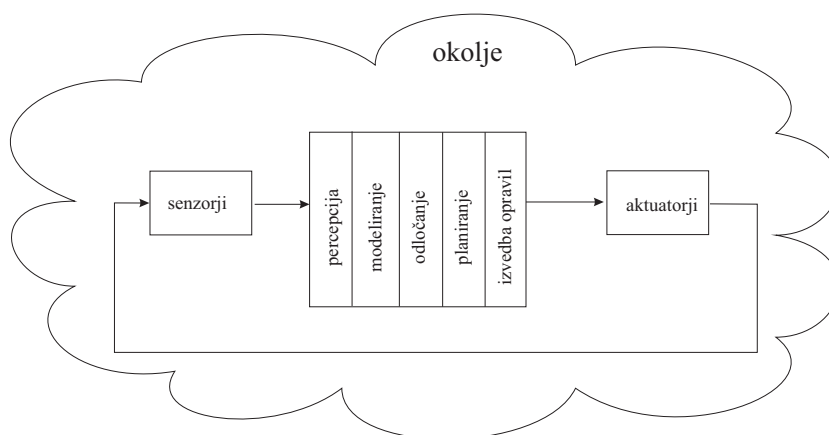 okolje
senzorji
percepcija
modeliranje
odločanje
planiranje
izvedba opravil
aktuatorji